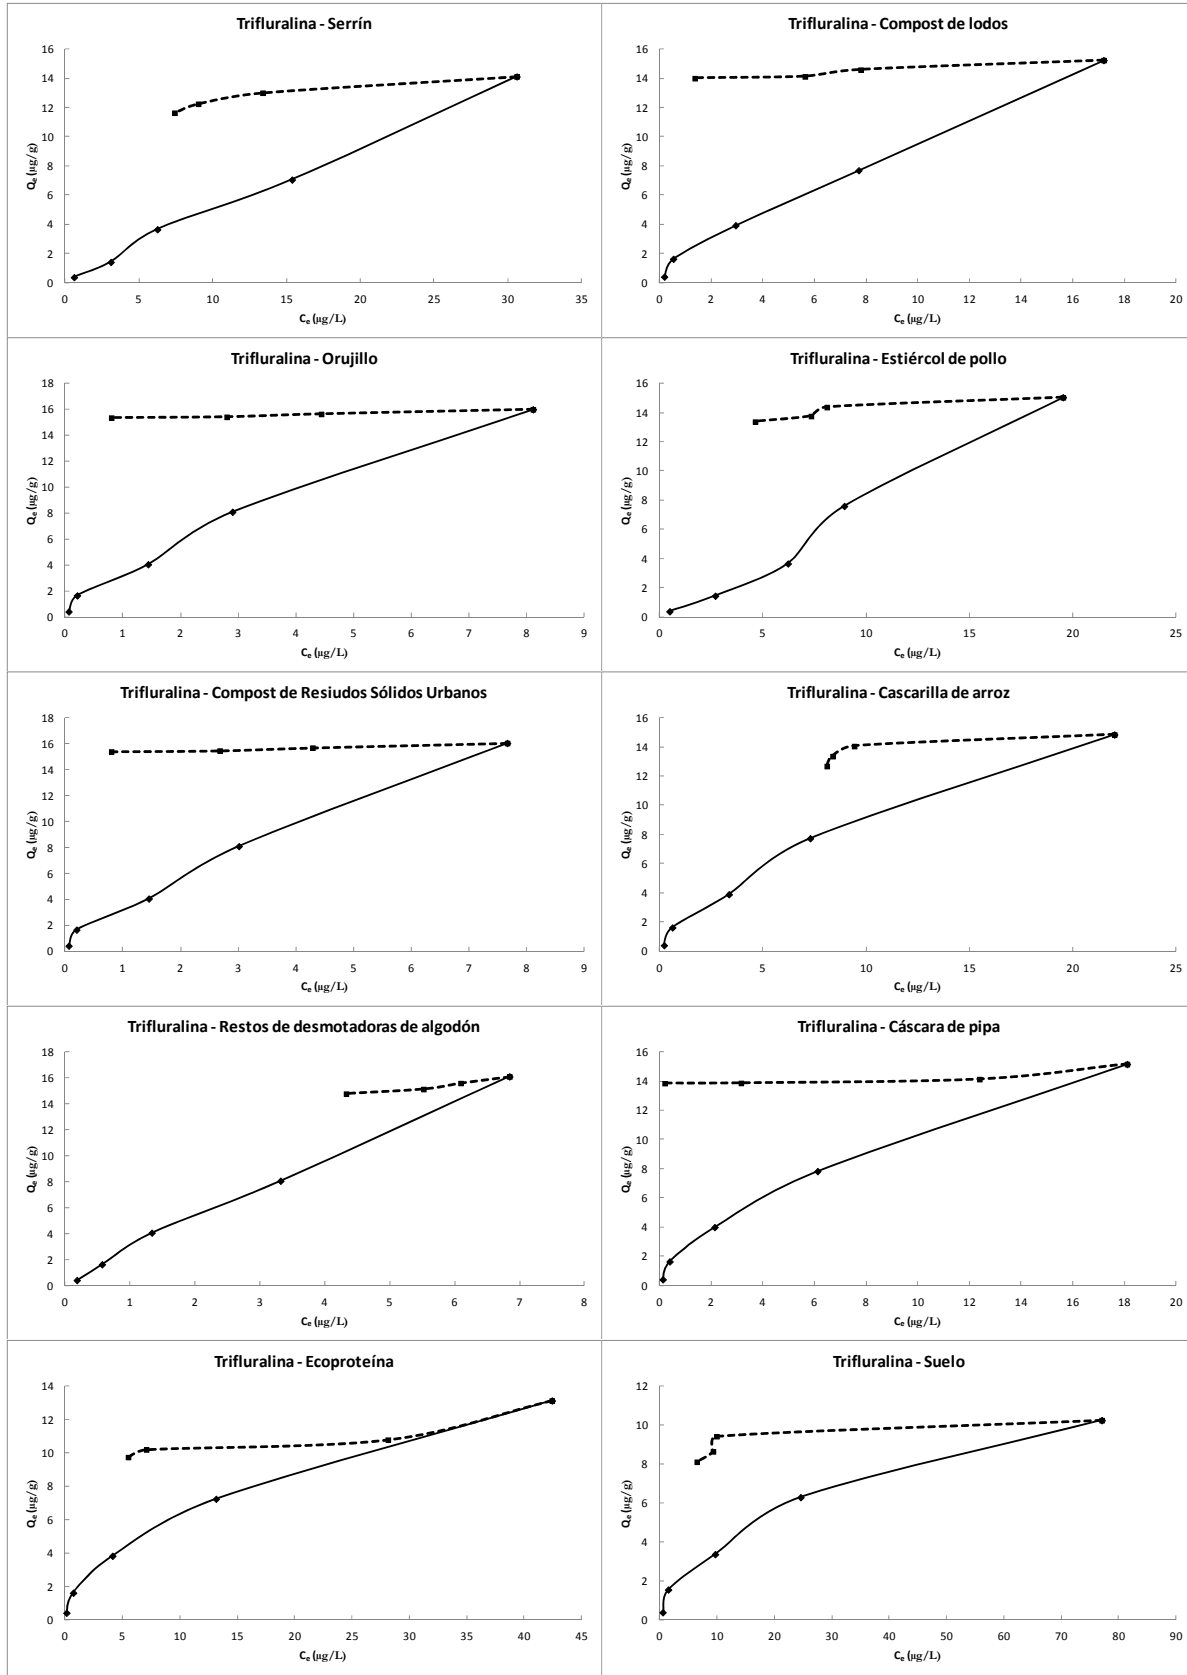 Trifluralina - Serrín
16
14
12
10
8
6
4
2
0
Qe (µg/g)
0 5 10 15 20 25 30 35
Ce (µg/L)
Trifluralina - Compost de lodos
16
14
12
10
8
6
4
2
0
Qe (µg/g)
0 2 4 6 8 10 12 14 16 18 20
Ce (µg/L)
Trifluralina - Orujillo
18
16
14
12
10
8
6
4
2
0
Qe (µg/g)
0 1 2 3 4 5 6 7 8 9
Ce (µg/L)
Trifluralina - Estiércol de pollo
16
14
12
10
8
6
4
2
0
Qe (µg/g)
0 5 10 15 20 25
Ce (µg/L)
Trifluralina - Compost de Resiudos Sólidos Urbanos
18
16
14
12
10
8
6
4
2
0
Qe (µg/g)
0 1 2 3 4 5 6 7 8 9
Ce (µg/L)
Trifluralina - Cascarilla de arroz
16
14
12
10
8
6
4
2
0
Qe (µg/g)
0 5 10 15 20 25
Ce (µg/L)
Trifluralina - Restos de desmotadoras de algodón
18
16
14
12
10
8
6
4
2
0
Qe (µg/g)
0 1 2 3 4 5 6 7 8
Ce (µg/L)
Trifluralina - Cáscara de pipa
16
14
12
10
8
6
4
2
0
Qe (µg/g)
0 2 4 6 8 10 12 14 16 18 20
Ce (µg/L)
Trifluralina - Ecoproteína
14
12
10
8
6
4
2
0
Qe (µg/g)
0 5 10 15 20 25 30 35 40 45
Ce (µg/L)
Trifluralina - Suelo
12
10
8
6
4
2
0
Qe (µg/g)
0 10 20 30 40 50 60 70 80 90
Ce (µg/L)